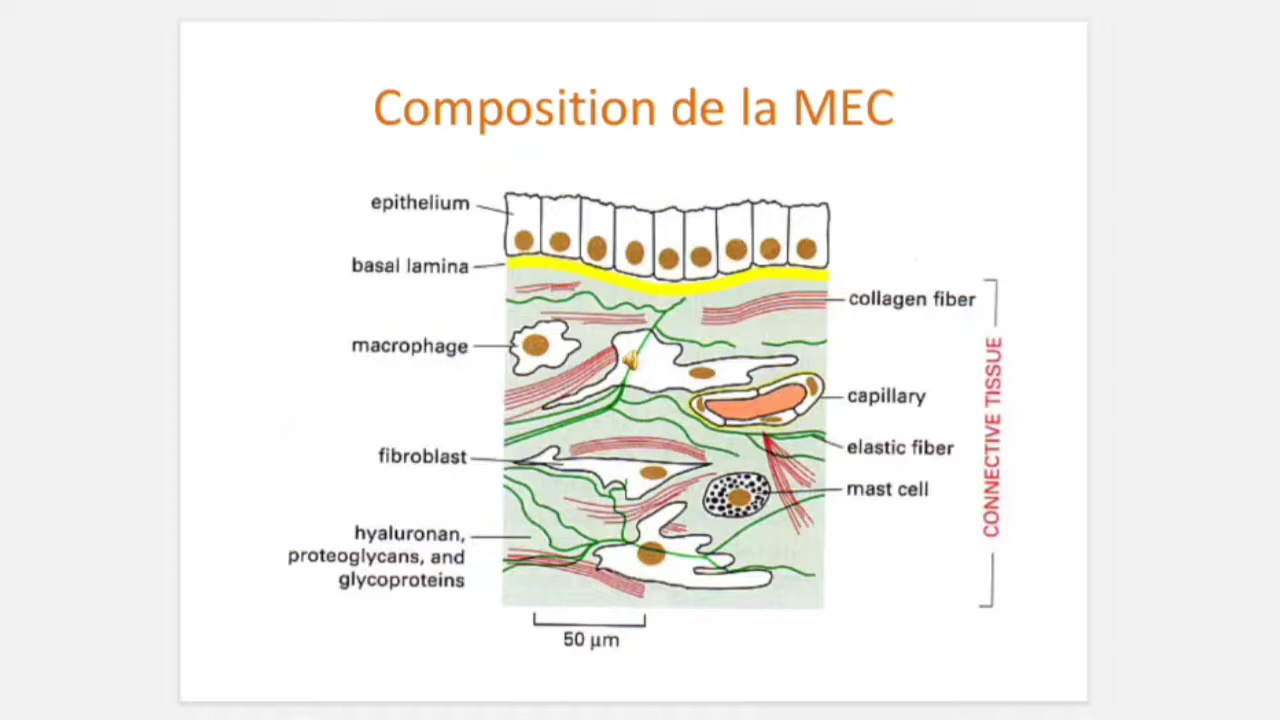 Composition de la MEC
epithelium
basal lamina
collagen fiber
macrophage
capillary
elastic fiber
fibroblast
mast cell
hyaluronan,
proteoglycans, and
glycoproteins
CONNECTIVE TISSUE
50 µm